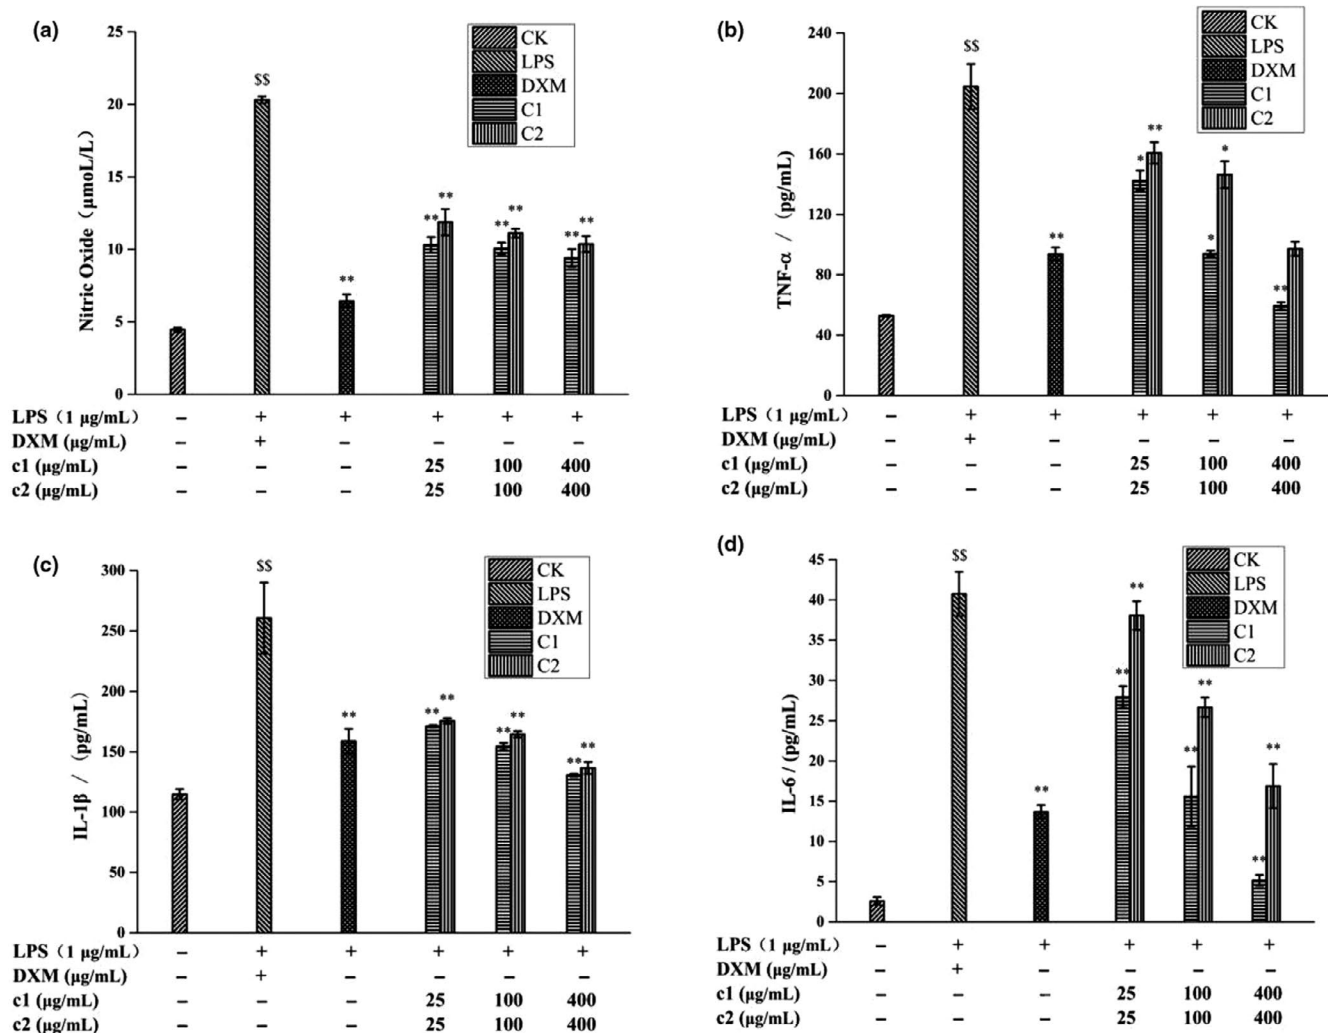 (a)
25
20
15
10
5
0
Nitric Oxide（μmoL/L）
CK
LPS
DXM
C1
C2
$$
**
** **
** **
** **
LPS（1 μg/mL） – + + + + +
DXM (μg/mL) – + – – – –
c1 (μg/mL) – – – 25 100 400
c2 (μg/mL) – – – 25 100 400
(b)
240
200
160
120
80
40
0
TNF-α /（pg/mL）
CK
LPS
DXM
C1
C2
$$
**
* **
* *
**
LPS（1 μg/mL） – + + + + +
DXM (μg/mL) – + – – – –
c1 (μg/mL) – – – 25 100 400
c2 (μg/mL) – – – 25 100 400
(c)
300
250
200
150
100
50
0
IL-1β /（pg/mL）
CK
LPS
DXM
C1
C2
$$
**
** **
** **
** **
LPS（1 μg/mL） – + + + + +
DXM (μg/mL) – + – – – –
c1 (μg/mL) – – – 25 100 400
c2 (μg/mL) – – – 25 100 400
(d)
45
40
35
30
25
20
15
10
5
0
IL-6 / (pg/mL)
CK
LPS
DXM
C1
C2
$$
**
** **
** **
** **
LPS（1 μg/mL） – + + + + +
DXM (μg/mL) – + – – – –
c1 (μg/mL) – – – 25 100 400
c2 (μg/mL) – – – 25 100 400